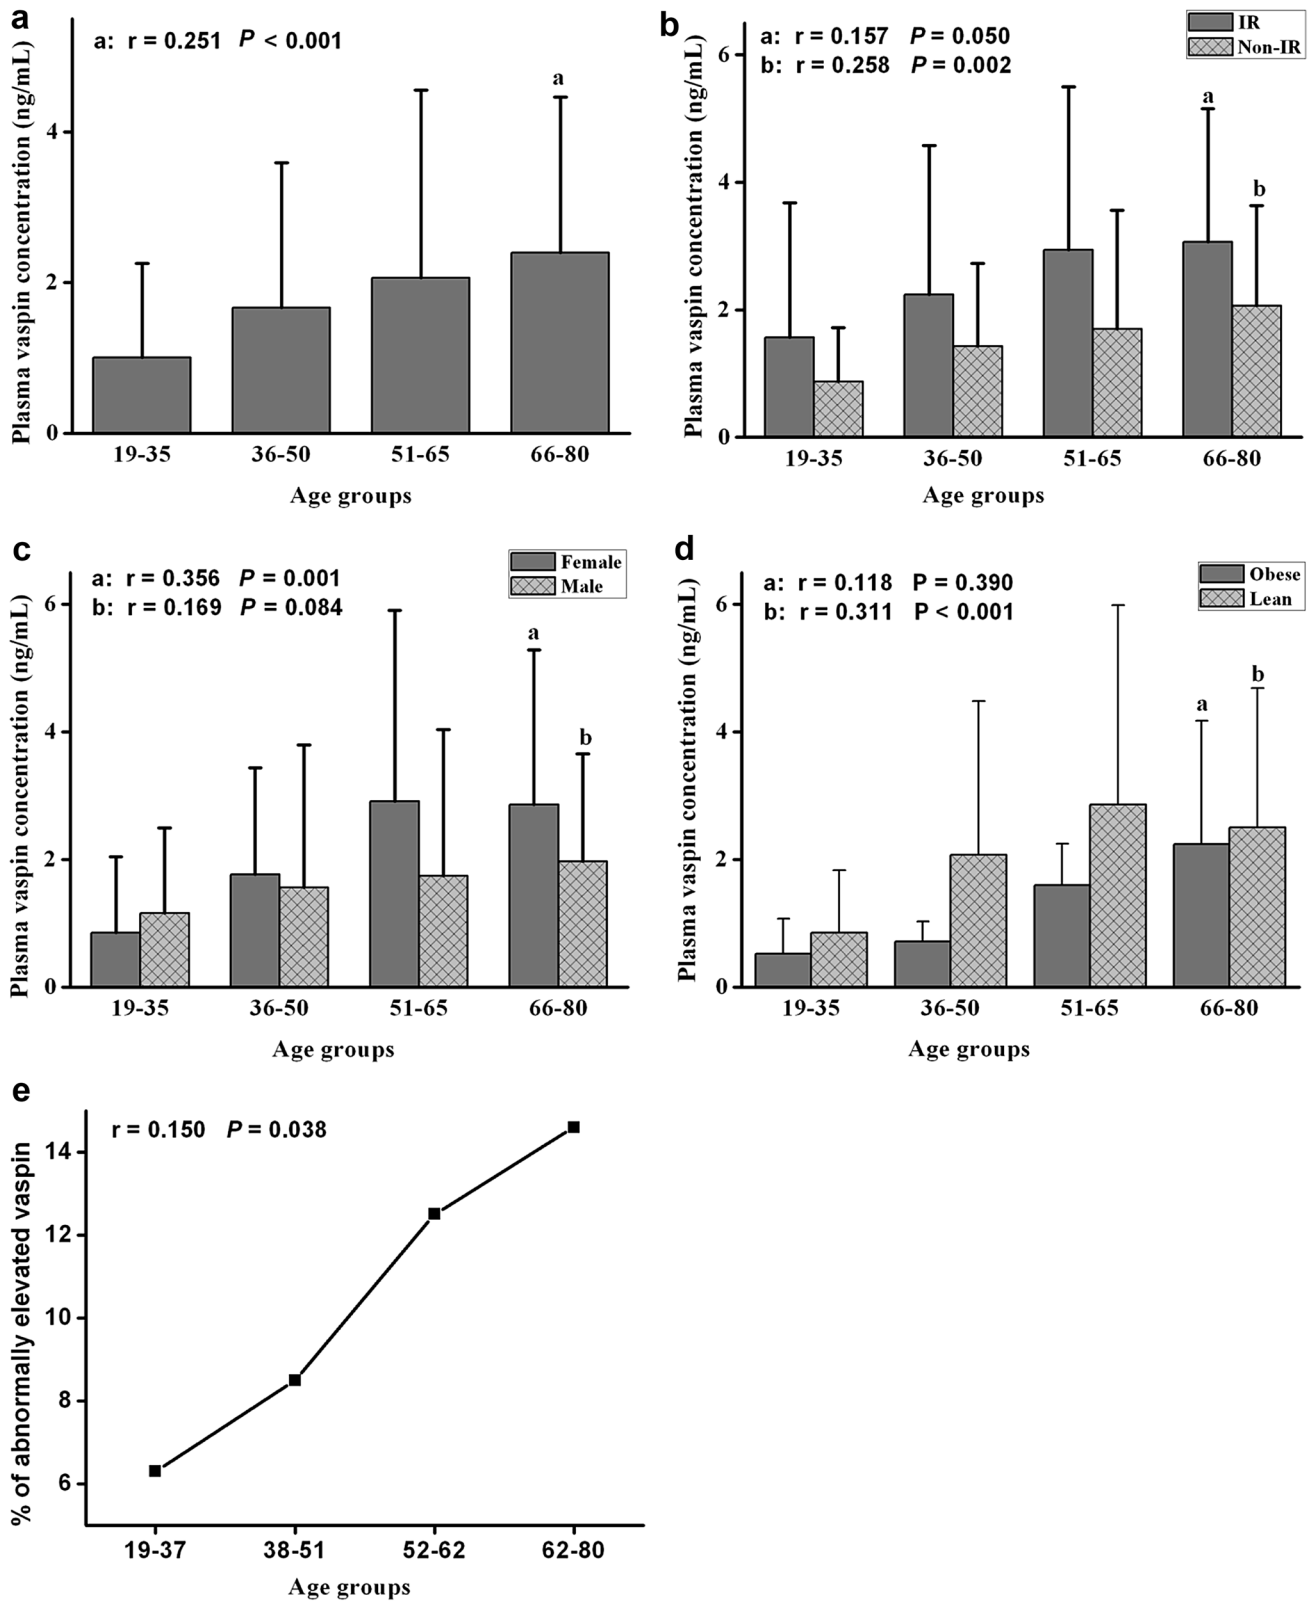 a
a: r = 0.251 P < 0.001
Plasma vaspin concentration (ng/mL)
4
2
0
a
19-35 36-50 51-65 66-80
Age groups
b
IR
Non-IR
a: r = 0.157 P = 0.050
b: r = 0.258 P = 0.002
Plasma vaspin concentration (ng/mL)
6
4
2
0
a
b
19-35 36-50 51-65 66-80
Age groups
c
Female
Male
a: r = 0.356 P = 0.001
b: r = 0.169 P = 0.084
Plasma vaspin concentration (ng/mL)
6
4
2
0
a
b
19-35 36-50 51-65 66-80
Age groups
d
Obese
Lean
a: r = 0.118 P = 0.390
b: r = 0.311 P < 0.001
Plasma vaspin concentration (ng/mL)
6
4
2
0
a
b
19-35 36-50 51-65 66-80
Age groups
e
r = 0.150 P = 0.038
% of abnormally elevated vaspin
14
12
10
8
6
19-37 38-51 52-62 62-80
Age groups